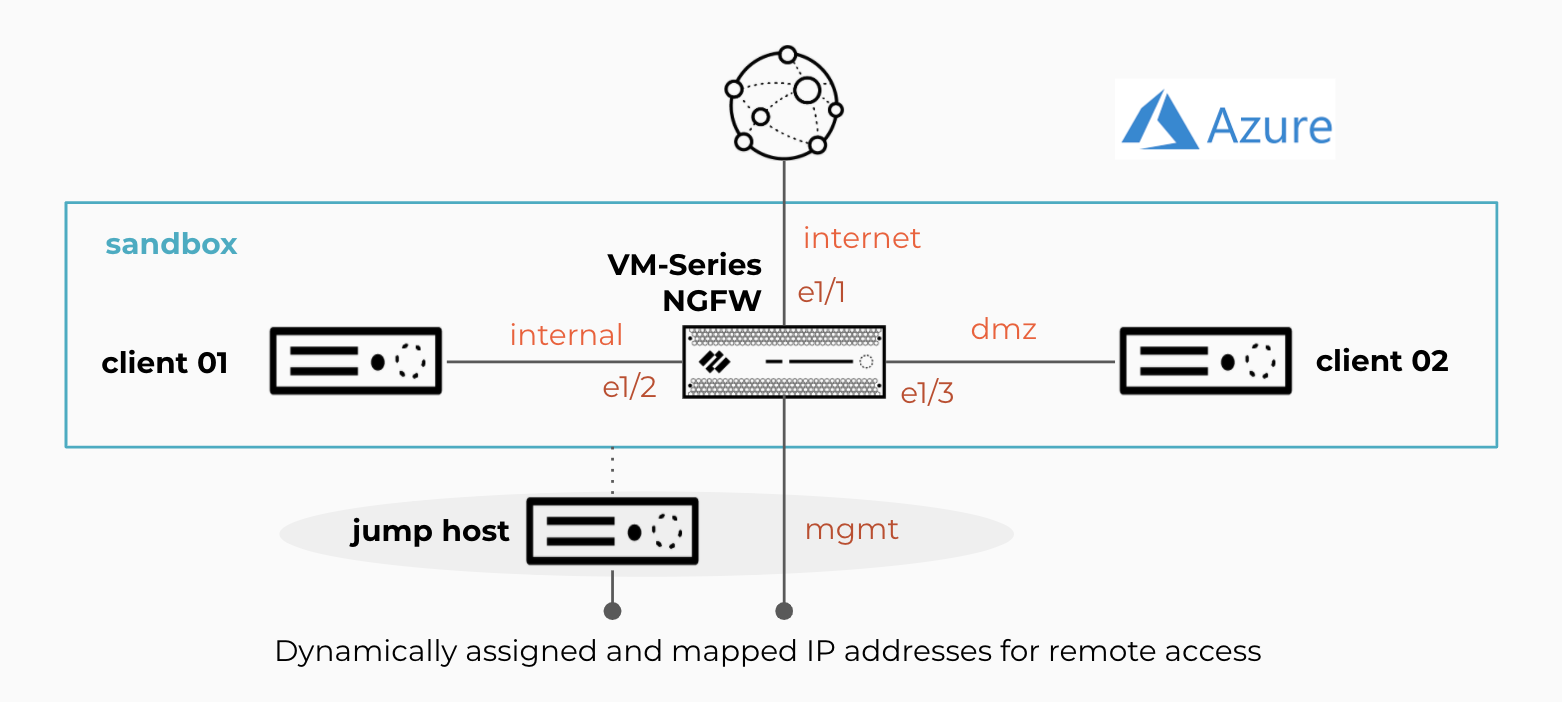 Azure
sandbox
internet
VM-Series
NGFW
e1/1
internal
dmz
client 01
client 02
e1/2
e1/3
jump host
mgmt
Dynamically assigned and mapped IP addresses for remote access